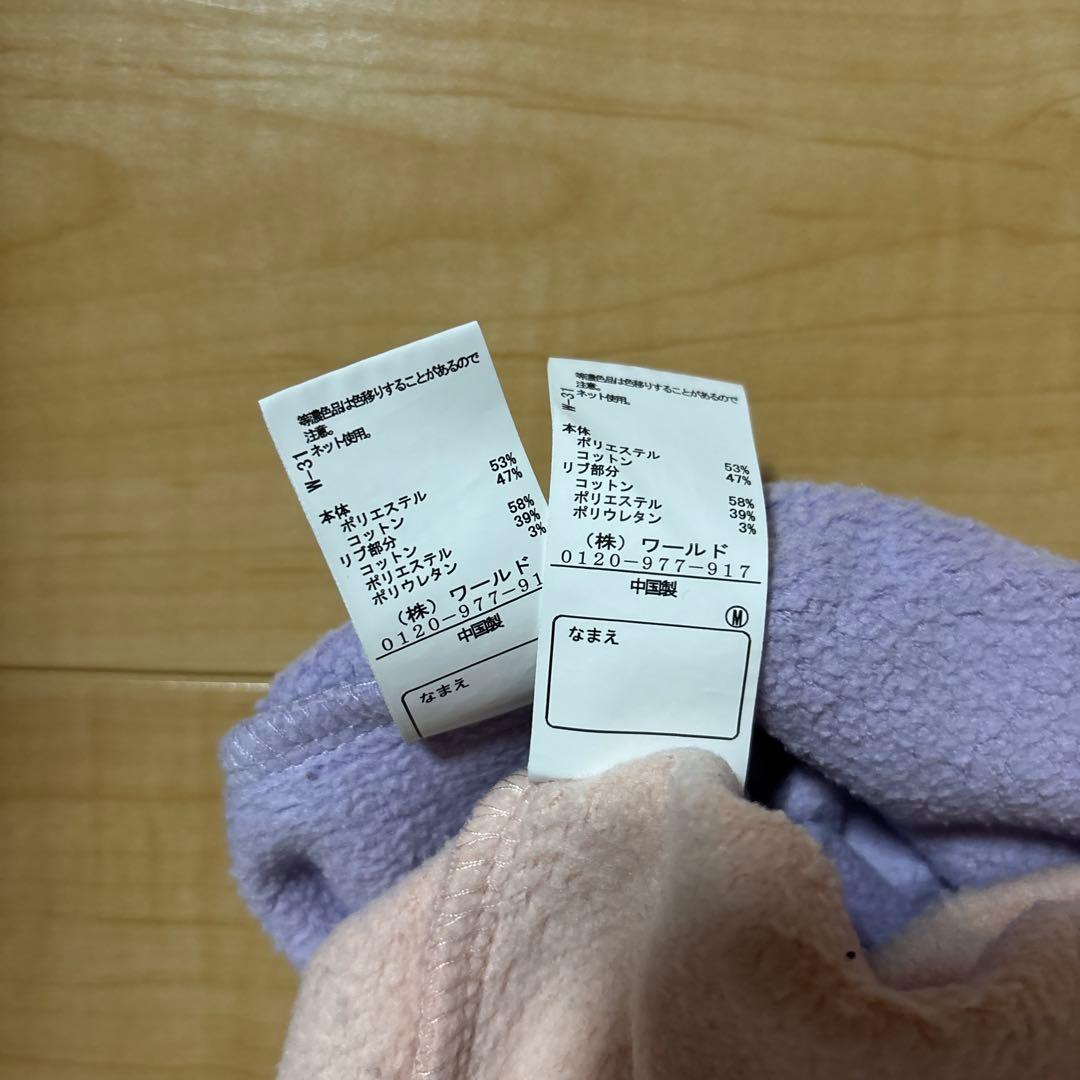 等濃色品は色移りすることがあるので
注意。
ネット使用。
W-31
本体
ポリエステル 53%
コットン 47%
リブ部分
コットン 58%
ポリエステル 39%
ポリウレタン 3%
（株）ワールド
0120-977-91
中国製
なまえ
等濃色品は色移りすることがあるので
注意。
ネット使用。
W-31
本体
ポリエステル 53%
コットン 47%
リブ部分
コットン 58%
ポリエステル 39%
ポリウレタン 3%
（株）ワールド
0120-977-917
中国製
M
なまえ